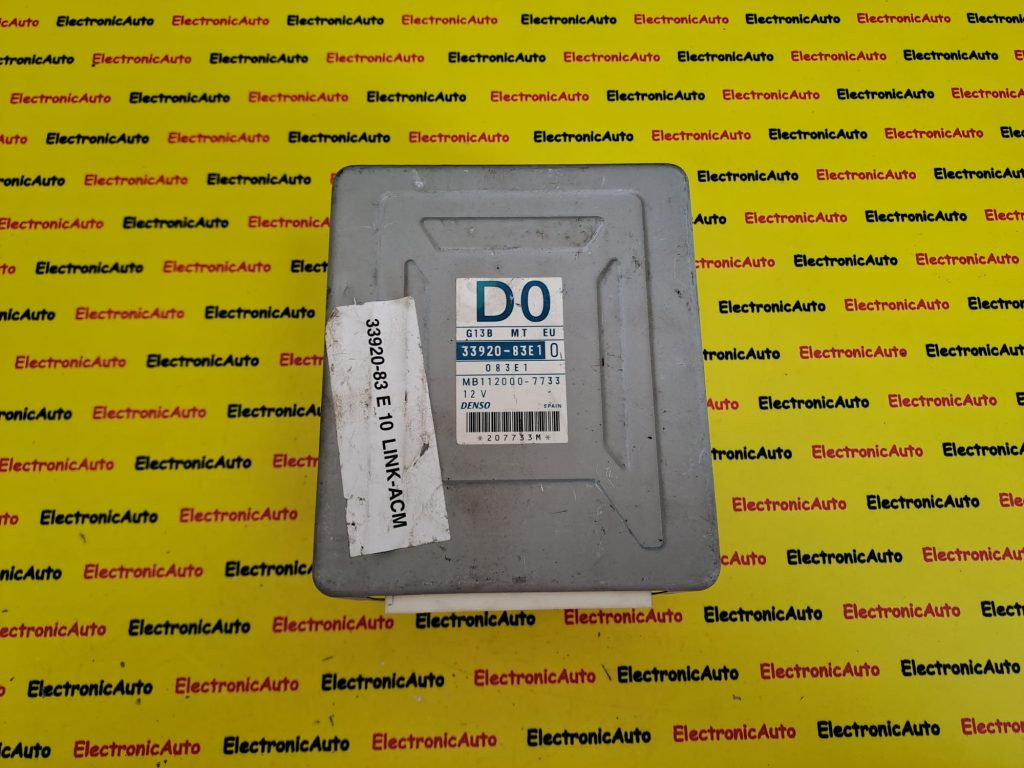 D0
G13B MT EU
33920-83E1 0
083E1
MB112000-7733
12V
DENSO SPAIN
*207733M*
33920-83 E 10 LINK-ACM
ElectronicAuto